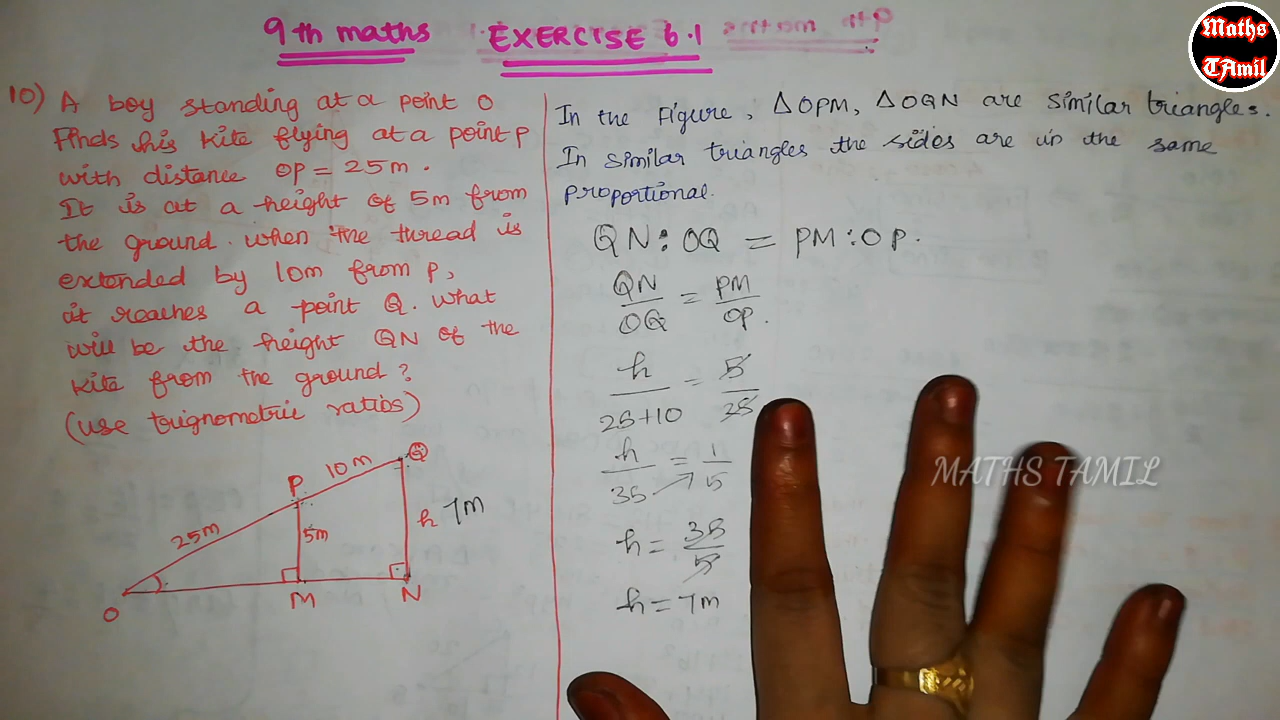 9th maths EXERCISE 6.1
Maths
TAmil
10) A boy standing at a point O
Finds his kite flying at a point P
with distance OP = 25m.
It is at a height of 5m from
the ground. when the thread is
extended by 10m from P,
it reaches a point Q. What
will be the height QN of the
kite from the ground?
(use trignometric ratios)
P 10m Q
25m 5m h 7m
O M N
In the Figure, ΔOPM, ΔOQN are similar triangles.
In similar triangles the sides are in the same
proportional.
QN : OQ = PM : OP.
QN/OQ = PM/OP.
h/25+10 = 5/25
h/35 = 1/5
h = 35/5
h = 7m
MATHS TAMIL